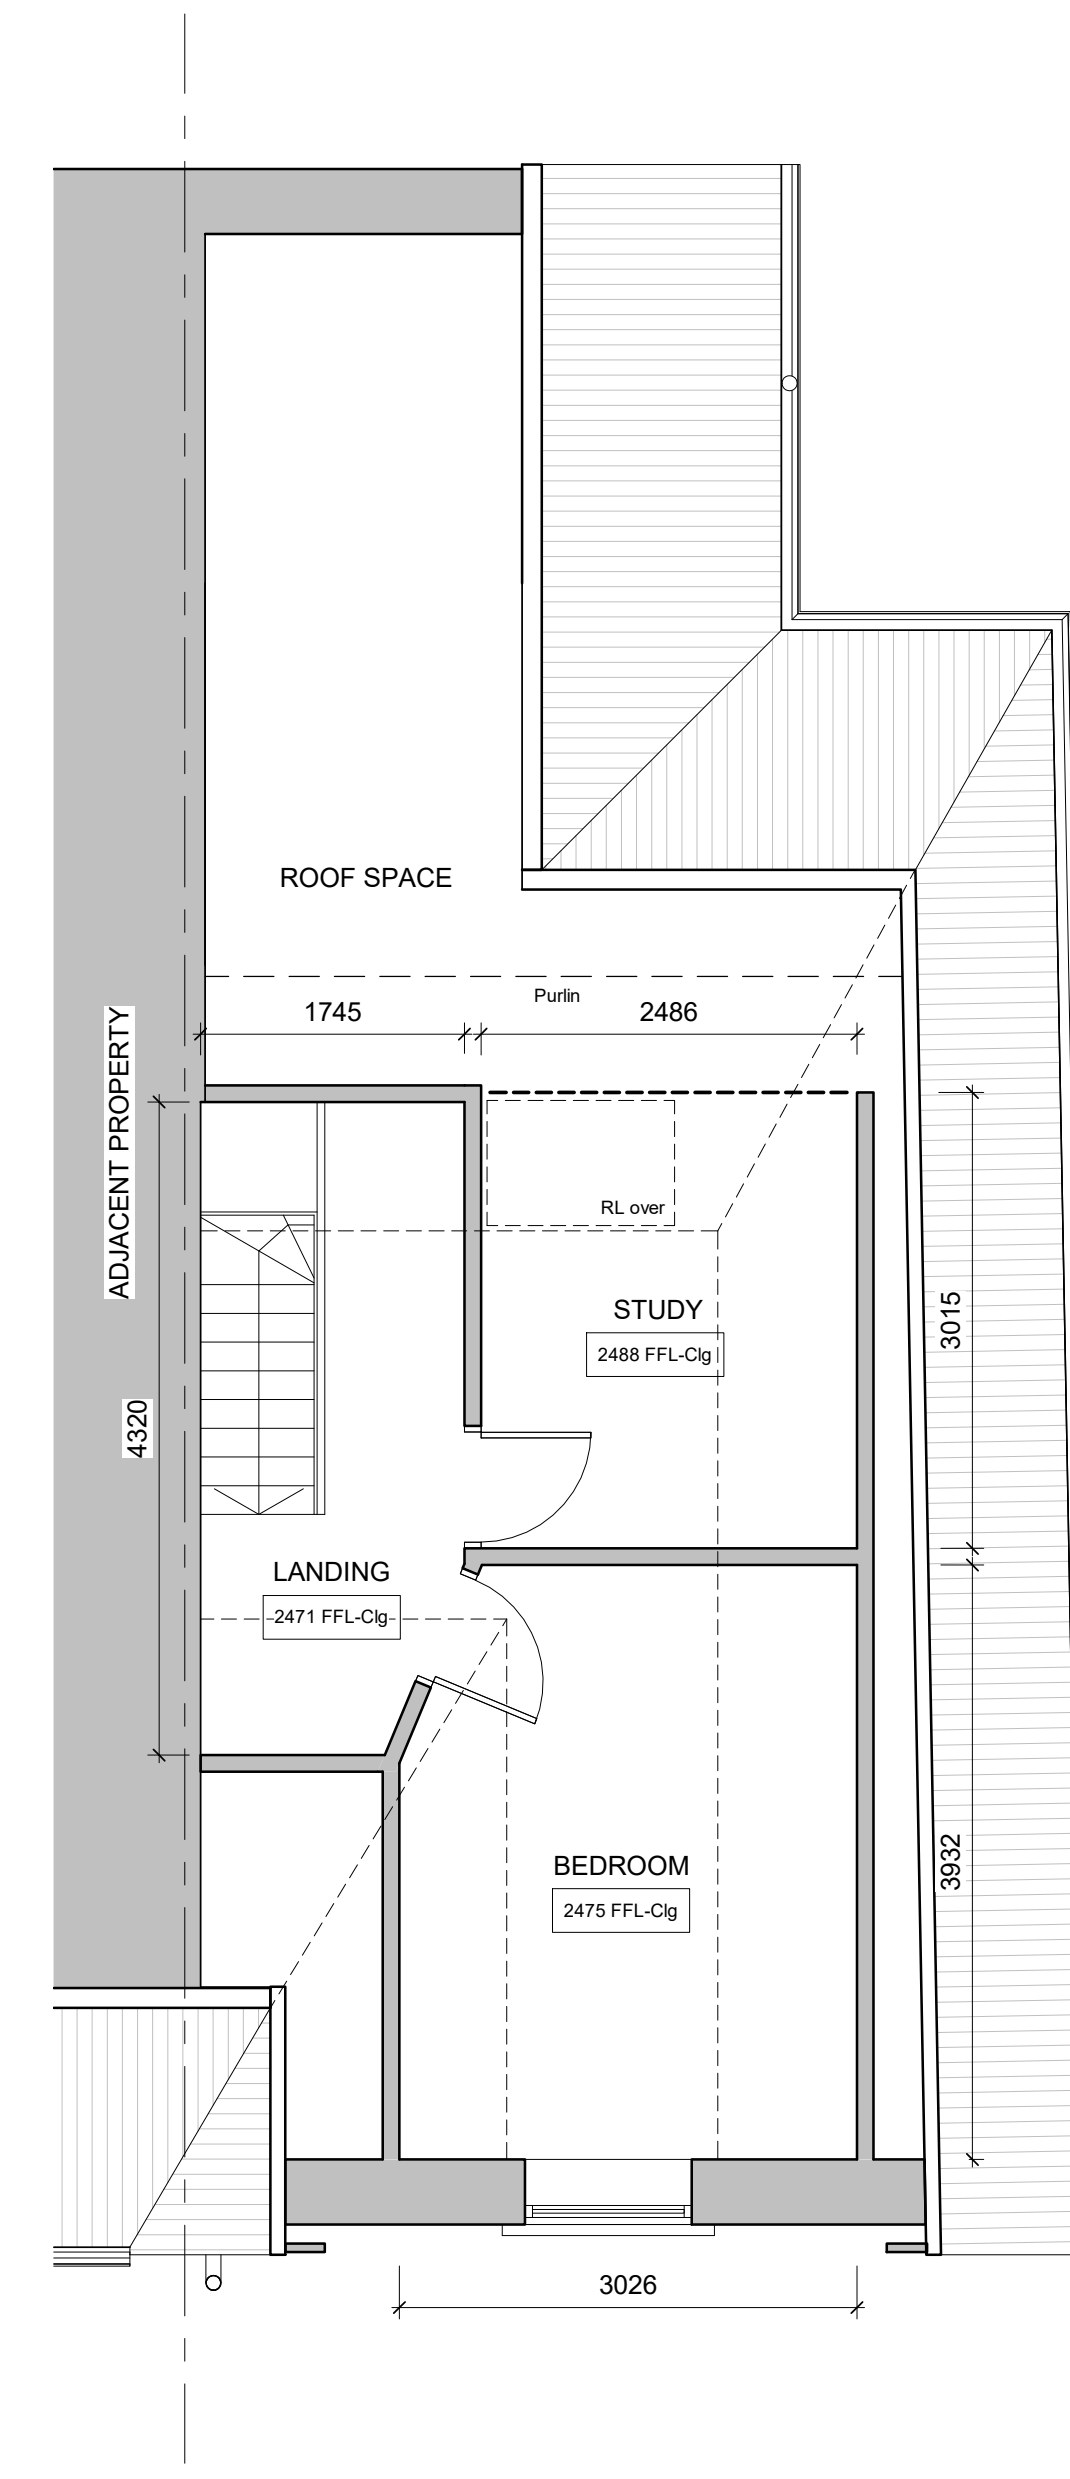 ROOF SPACE
Purlin
1745
2486
ADJACENT PROPERTY
RL over
STUDY
2488 FFL-Clg
3015
4320
LANDING
2471 FFL-Clg
3932
BEDROOM
2475 FFL-Clg
3026